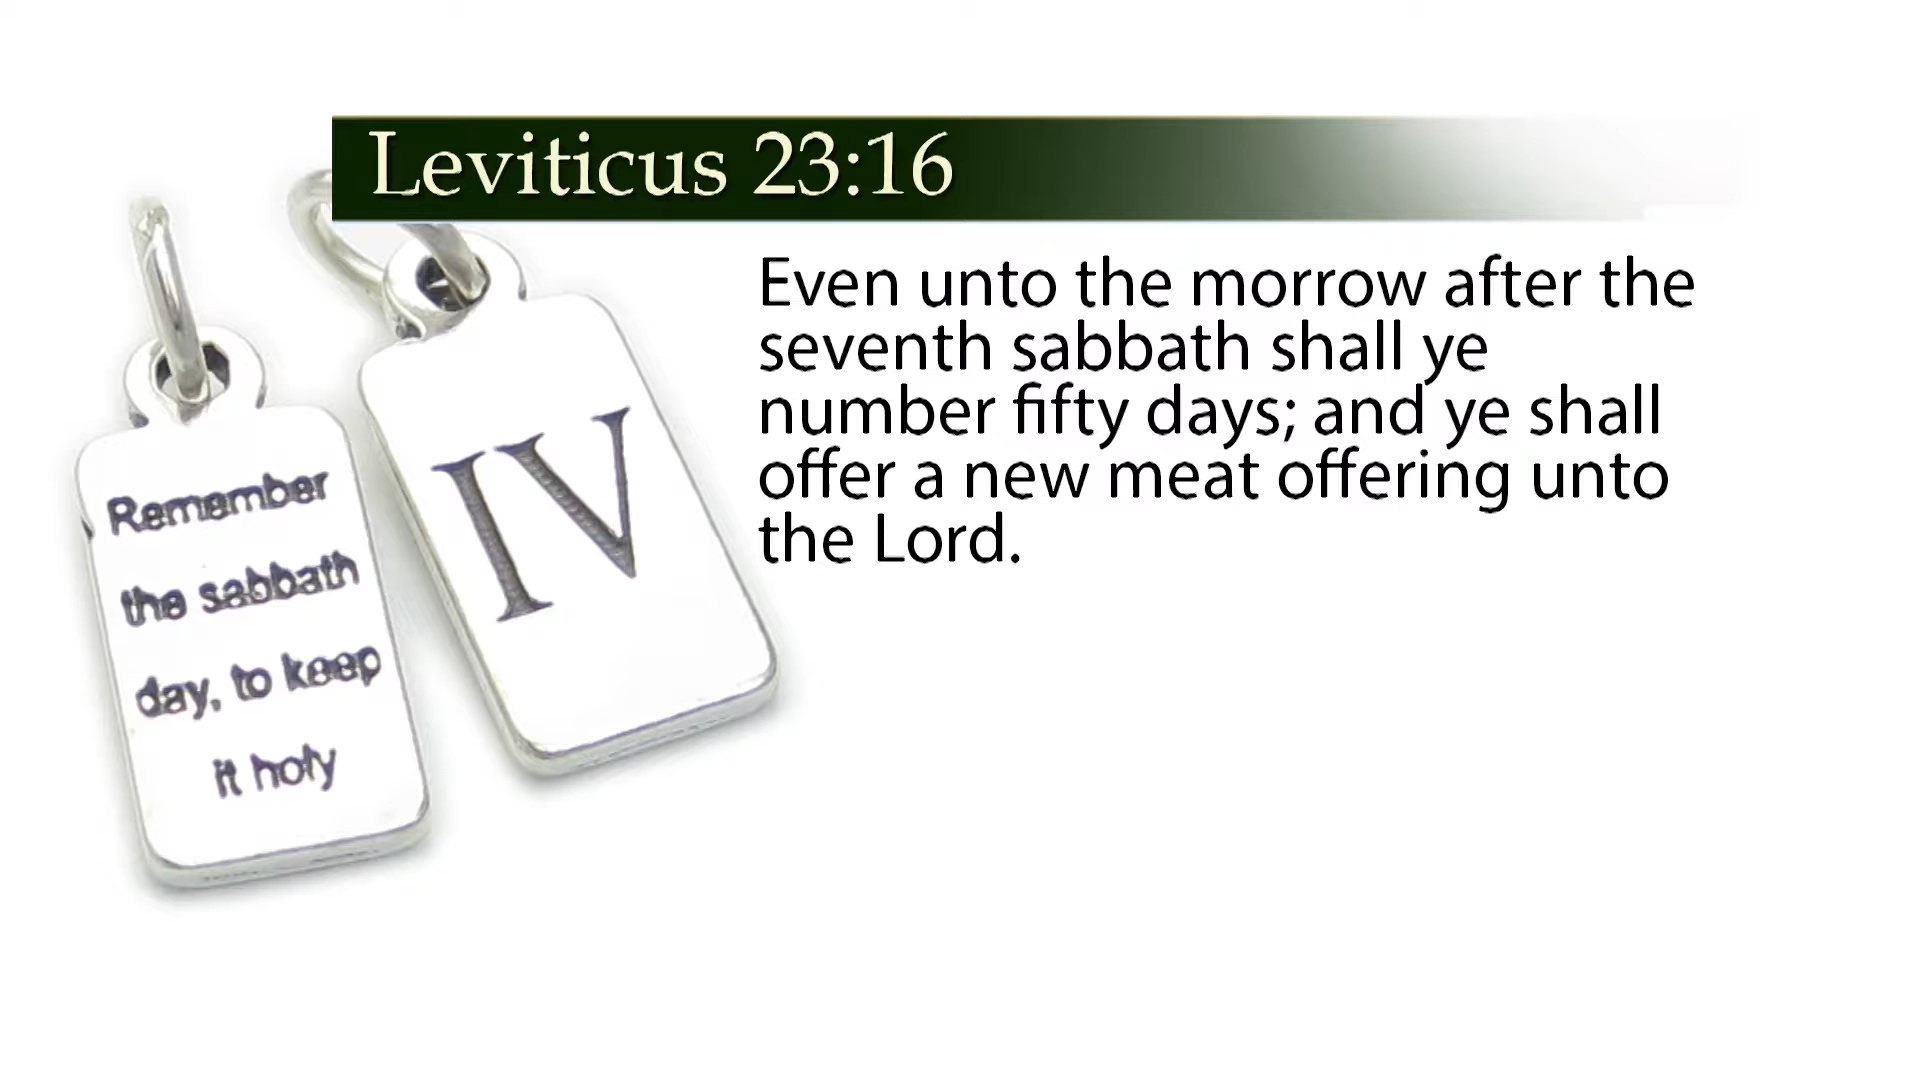 Leviticus 23:16
Even unto the morrow after the
seventh sabbath shall ye
number fifty days; and ye shall
offer a new meat offering unto
the Lord.
Remember
the sabbath
day, to keep
it holy
IV